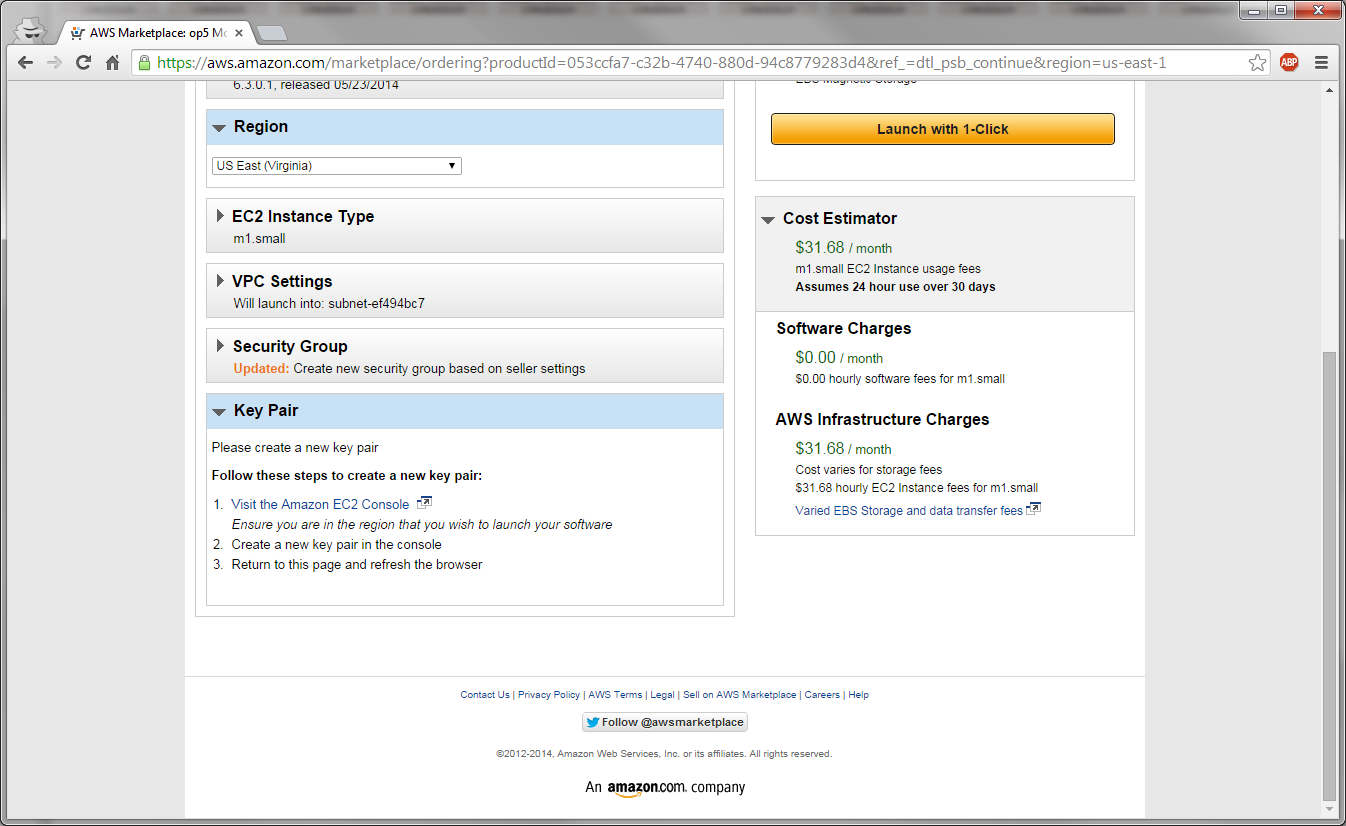 AWS Marketplace: op5 Mo
https://aws.amazon.com/marketplace/ordering?productId=053ccfa7-c32b-4740-880d-94c8779283d4&ref_=dtl_psb_continue&region=us-east-1
ABP
6.3.0.1, released 05/23/2014
Region
US East (Virginia)
EC2 Instance Type
m1.small
VPC Settings
Will launch into: subnet-ef494bc7
Security Group
Updated: Create new security group based on seller settings
Key Pair
Please create a new key pair
Follow these steps to create a new key pair:
1. Visit the Amazon EC2 Console
Ensure you are in the region that you wish to launch your software
2. Create a new key pair in the console
3. Return to this page and refresh the browser
EBS Magnetic Storage
Launch with 1-Click
Cost Estimator
$31.68 / month
m1.small EC2 Instance usage fees
Assumes 24 hour use over 30 days
Software Charges
$0.00 / month
$0.00 hourly software fees for m1.small
AWS Infrastructure Charges
$31.68 / month
Cost varies for storage fees
$31.68 hourly EC2 Instance fees for m1.small
Varied EBS Storage and data transfer fees
Contact Us | Privacy Policy | AWS Terms | Legal | Sell on AWS Marketplace | Careers | Help
Follow @awsmarketplace
©2012-2014, Amazon Web Services, Inc. or its affiliates. All rights reserved.
An amazon.com. company